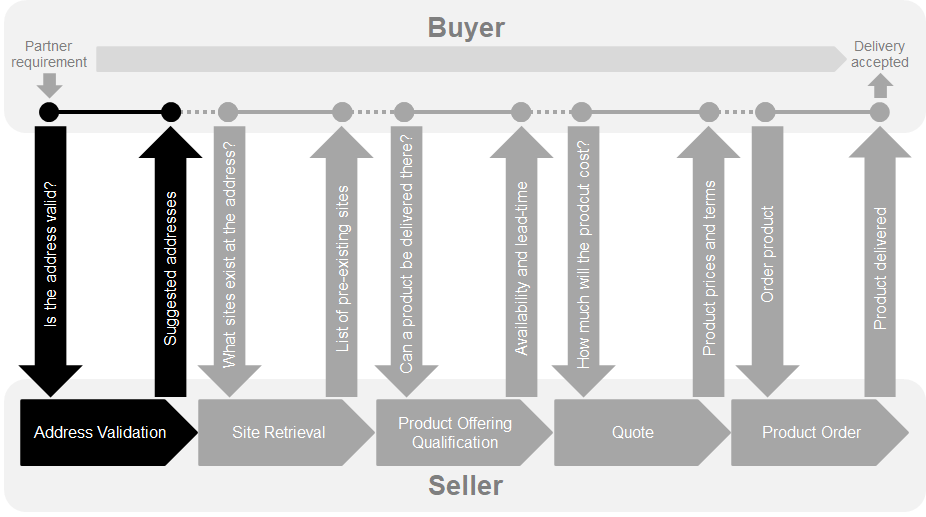 Buyer
Partner
requirement
Delivery
accepted
Is the address valid?
Suggested addresses
What sites exist at the address?
List of pre-existing sites
Can a product be delivered there?
Availability and lead-time
How much will the prodcut cost?
Product prices and terms
Order product
Product delivered
Address Validation
Site Retrieval
Product Offering
Qualification
Quote
Product Order
Seller